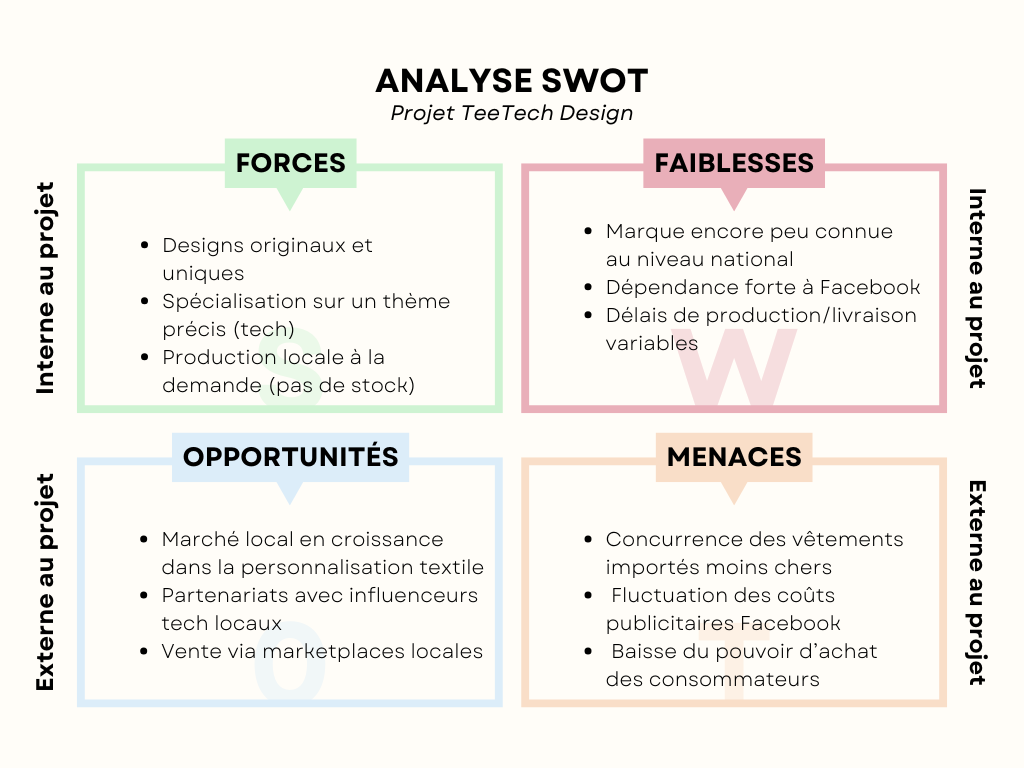 ANALYSE SWOT
Projet TeeTech Design
Interne au projet
FORCES
• Designs originaux et
uniques
• Spécialisation sur un thème
précis (tech)
• Production locale à la
demande (pas de stock)
S
FAIBLESSES
• Marque encore peu connue
au niveau national
• Dépendance forte à Facebook
• Délais de production/livraison
variables
W
Interne au projet
Externe au projet
OPPORTUNITÉS
• Marché local en croissance
dans la personnalisation textile
• Partenariats avec influenceurs
tech locaux
• Vente via marketplaces locales
O
MENACES
• Concurrence des vêtements
importés moins chers
• Fluctuation des coûts
publicitaires Facebook
• Baisse du pouvoir d’achat
des consommateurs
T
Externe au projet